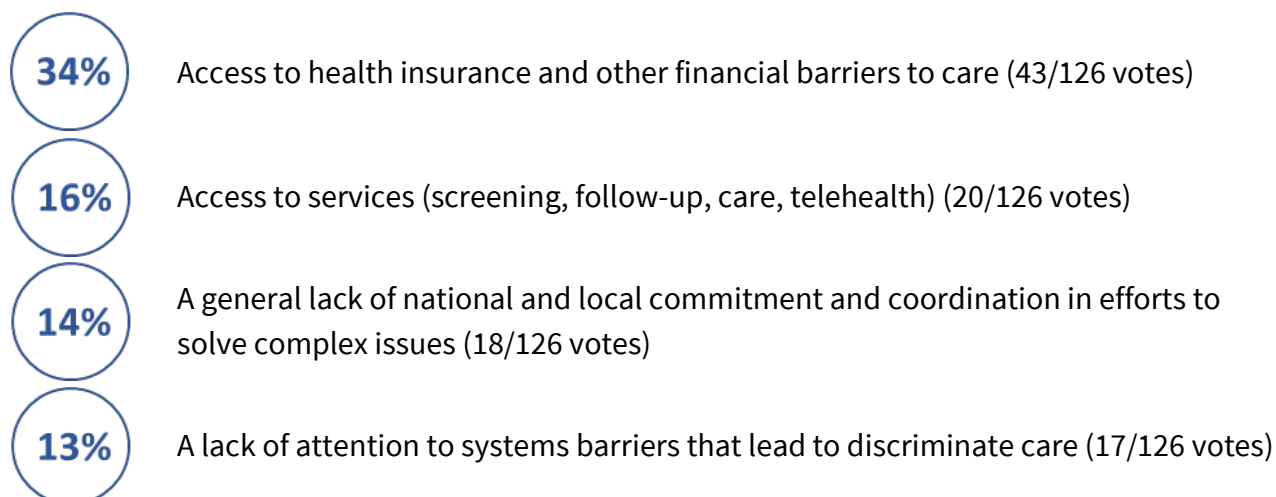 34%
Access to health insurance and other financial barriers to care (43/126 votes)
16%
Access to services (screening, follow-up, care, telehealth) (20/126 votes)
14%
A general lack of national and local commitment and coordination in efforts to
solve complex issues (18/126 votes)
13%
A lack of attention to systems barriers that lead to discriminate care (17/126 votes)